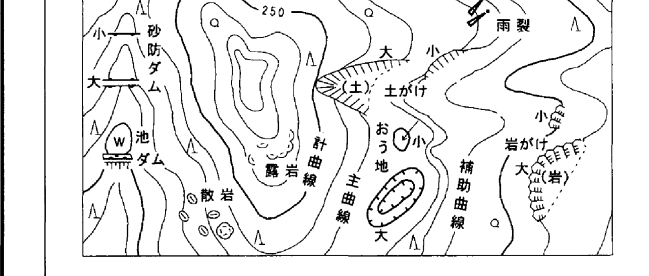 250
小
砂防ダム
大
W
池
ダム
散岩
露岩
計曲線
主曲線
大
小
(土)
土がけ
おう地
小
大
補助曲線
雨裂
小
岩がけ
大
(岩)
Q
Q
Q